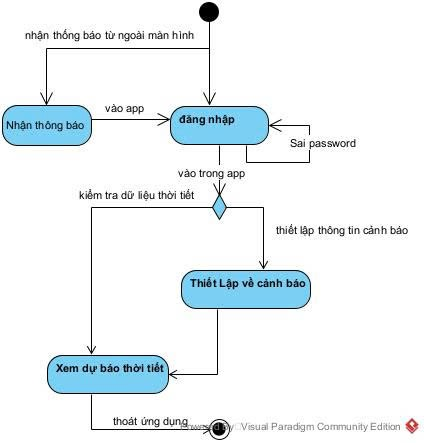 nhận thống báo từ ngoài màn hình
Nhận thông báo
vào app
đăng nhập
Sai password
vào trong app
kiểm tra dữ liệu thời tiết
thiết lập thông tin cảnh báo
Thiết Lập về cảnh báo
Xem dự báo thời tiết
thoát ứng dụng
Powered By Visual Paradigm Community Edition